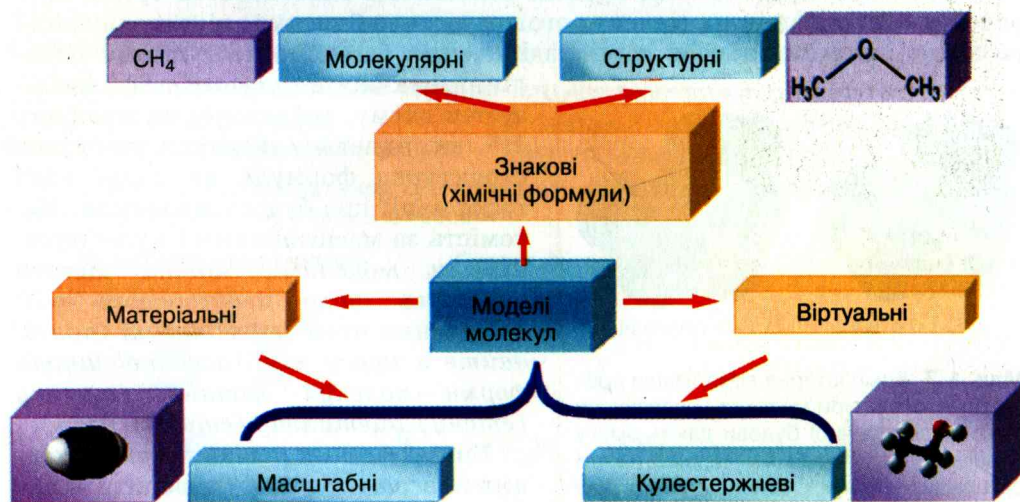 CH₄
Молекулярні
Структурні
O
H₃C CH₃
Знакові
(хімічні формули)
Матеріальні
Моделі
молекул
Віртуальні
Масштабні
Кулестержневі